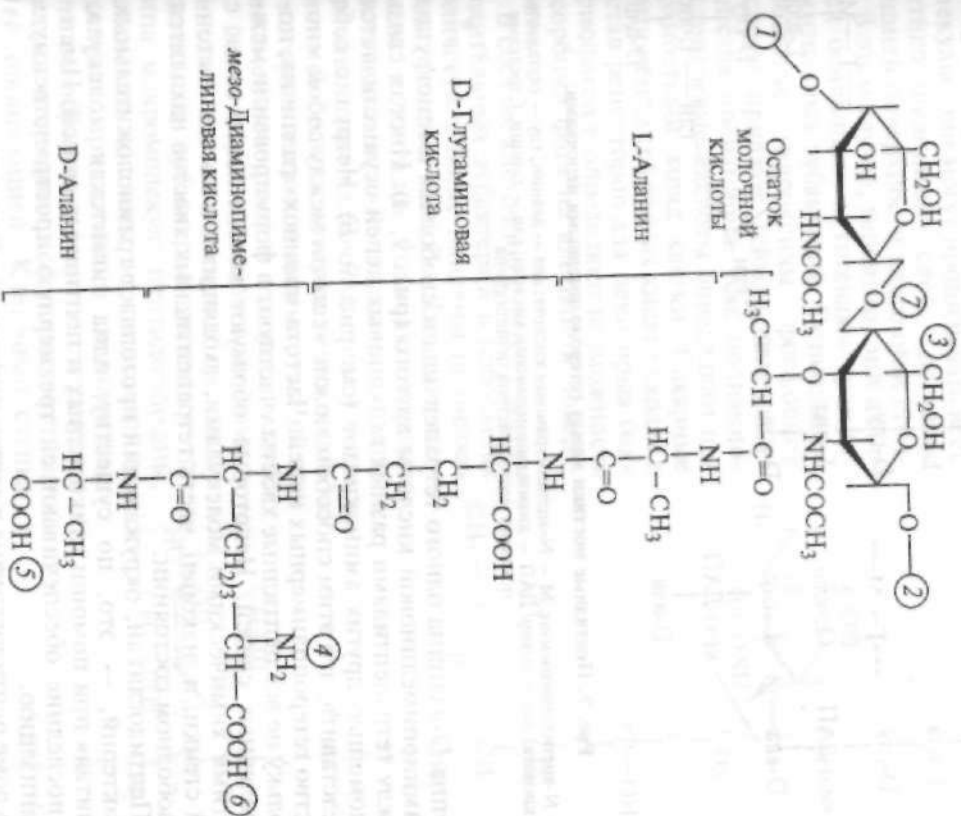 CH₂OH
CH₂OH
③
O
O
①
O
OH
⑦
O
O
②
HNCOCH₃
O
NHCOCH₃
Остаток
молочной
кислоты
H₃C—CH—C=O
L-Аланин
NH
HC—CH₃
C=O
D-Глутаминовая
кислота
NH
HC—COOH
CH₂
CH₂
C=O
мезо-Диаминопиме-
линовая кислота
NH
NH₂ ④
HC—(CH₂)₃—CH—COOH ⑥
C=O
D-Аланин
NH
HC—CH₃
COOH ⑤